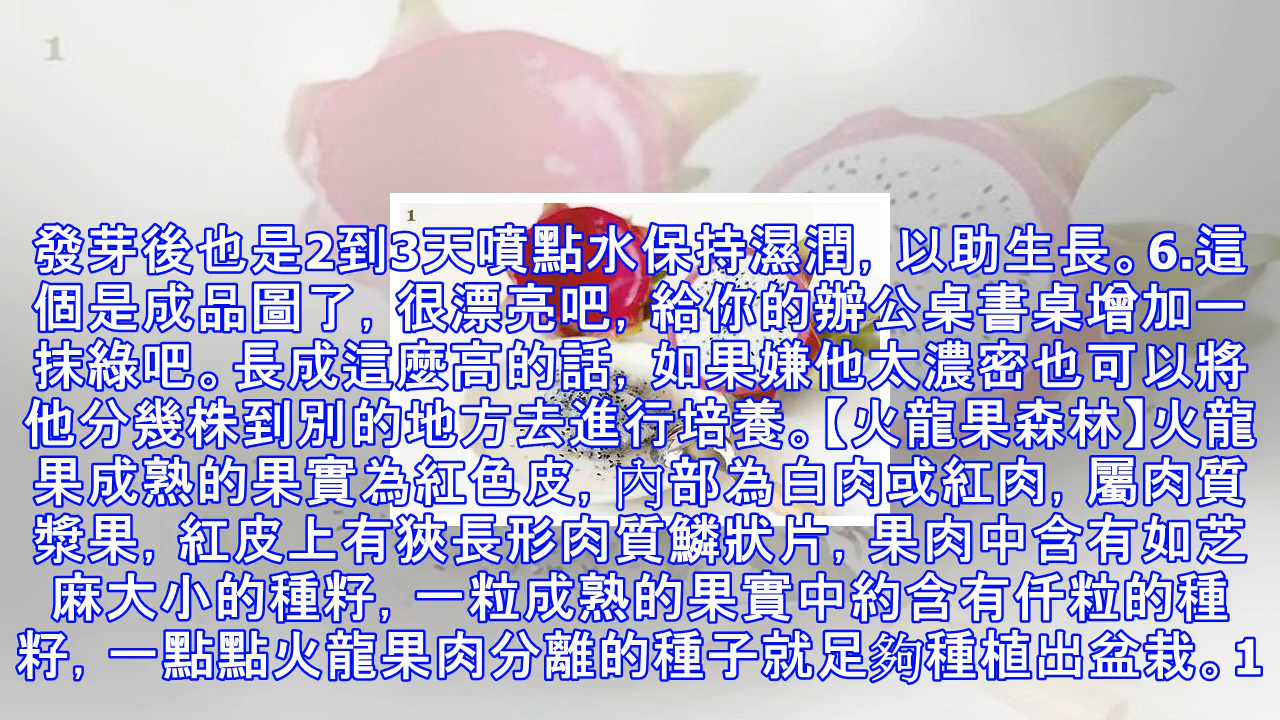 1
1
發芽後也是2到3天噴點水保持濕潤, 以助生長。6.這
個是成品圖了, 很漂亮吧, 給你的辦公桌書桌增加一
抹綠吧。長成這麼高的話, 如果嫌他太濃密也可以將
他分幾株到別的地方去進行培養。【火龍果森林】火龍
果成熟的果實為紅色皮, 內部為白肉或紅肉, 屬肉質
漿果, 紅皮上有狹長形肉質鱗狀片, 果肉中含有如芝
麻大小的種籽, 一粒成熟的果實中約含有仟粒的種
籽, 一點點火龍果肉分離的種子就足夠種植出盆栽。1